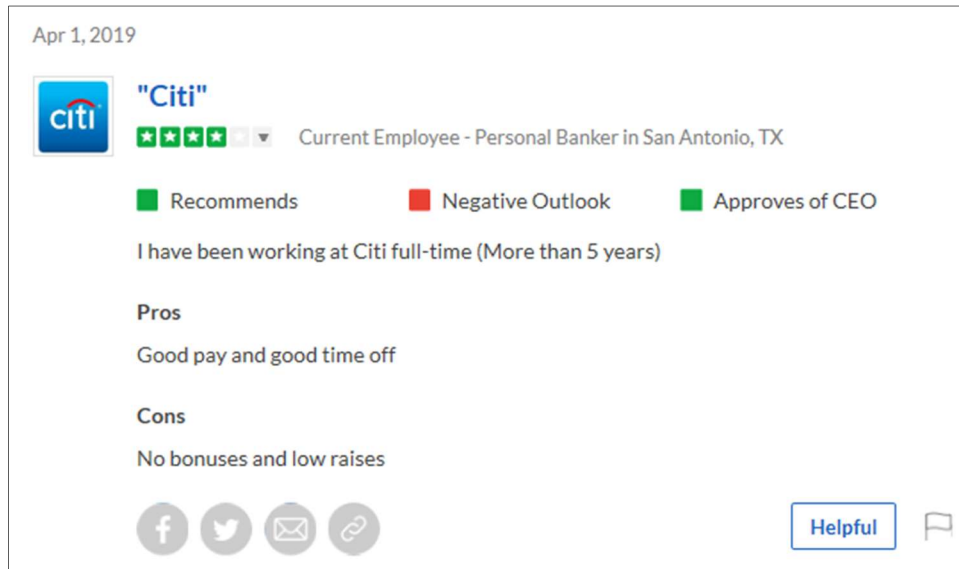 Apr 1, 2019
citi
"Citi"
Current Employee - Personal Banker in San Antonio, TX
Recommends Negative Outlook Approves of CEO
I have been working at Citi full-time (More than 5 years)
Pros
Good pay and good time off
Cons
No bonuses and low raises
Helpful